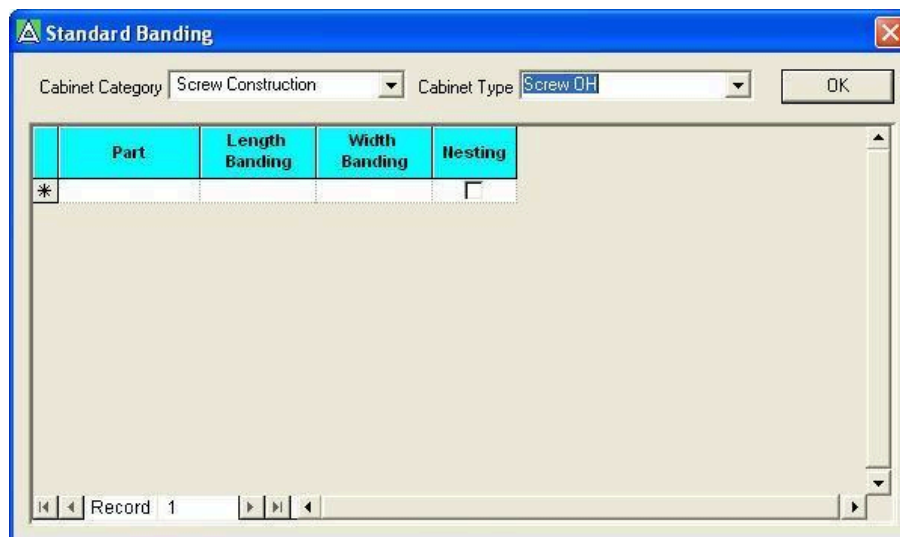 Standard Banding
Cabinet Category Screw Construction Cabinet Type Screw OH OK
Part Length Banding Width Banding Nesting
*
Record 1